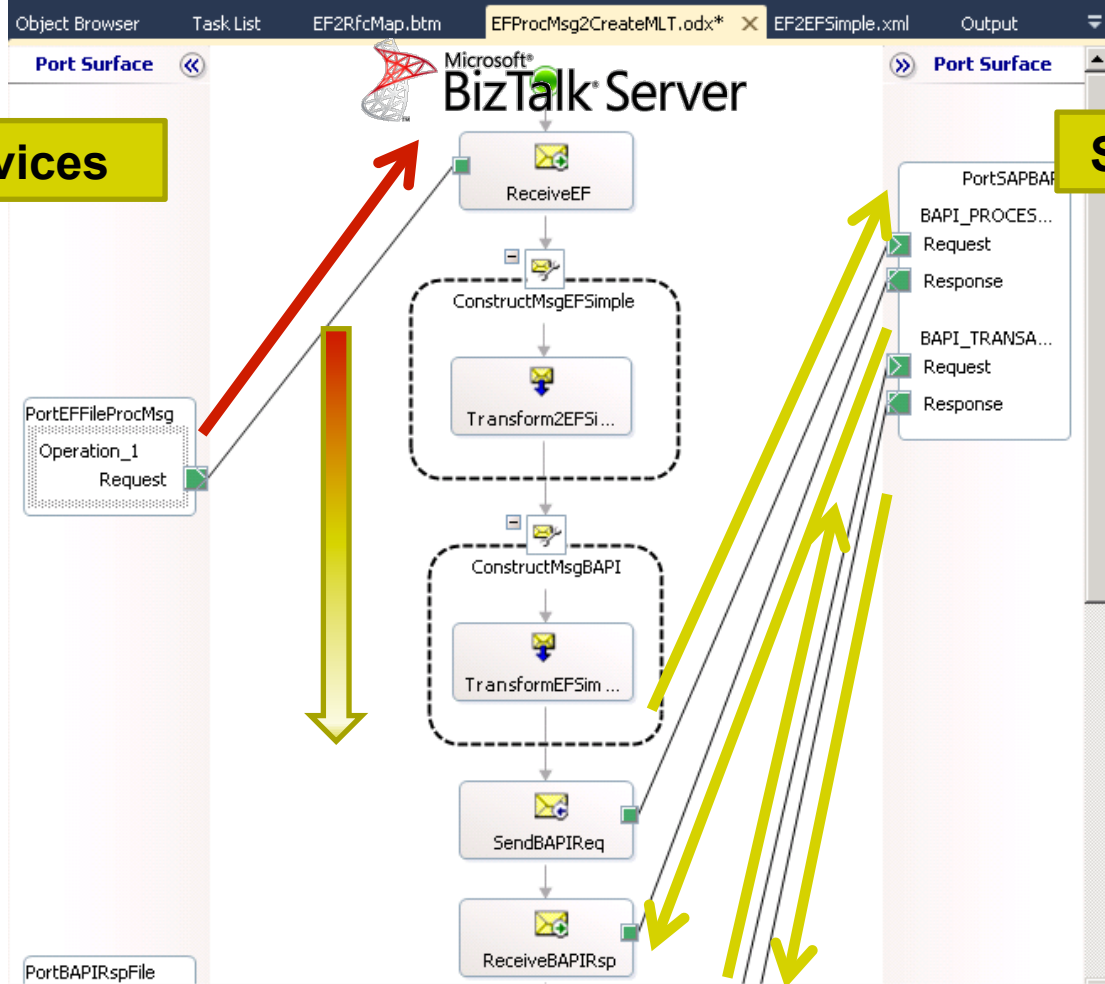 Object Browser
Task List
EF2RfcMap.btm
EFProcMsg2CreateMLT.odx*
EF2EFSimple.xml
Output
Port Surface
Microsoft®
BizTalk® Server
Port Surface
vices
S
ReceiveEF
PortSAPBAP
BAPI_PROCES...
Request
Response
BAPI_TRANSA...
Request
Response
ConstructMsgEFSimple
Transform2EFSi...
PortEFFileProcMsg
Operation_1
Request
ConstructMsgBAPI
TransformEFSim ...
SendBAPIReq
ReceiveBAPIRsp
PortBAPIRspFile